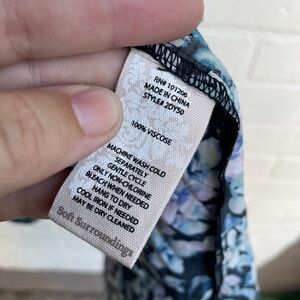 RN# 101206
MADE IN CHINA
STYLE# 2DY50
100% VISCOSE
MACHINE WASH COLD
SEPARATELY
GENTLE CYCLE
ONLY NON-CHLORINE
BLEACH WHEN NEEDED
HANG TO DRY
COOL IRON IF NEEDED
MAY BE DRY CLEANED
Soft Surroundings